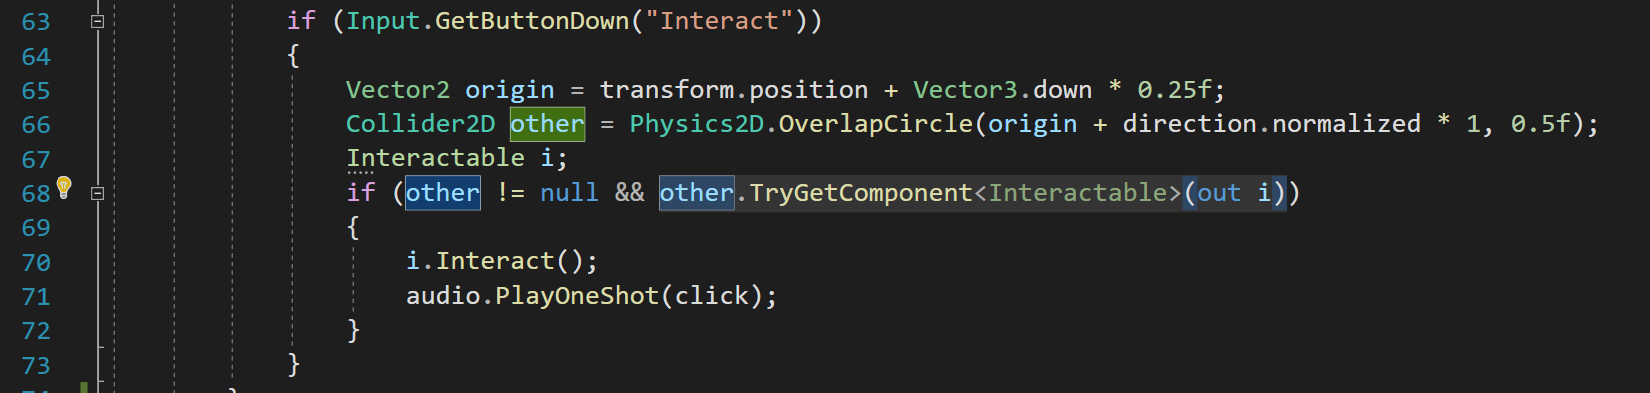 63 if (Input.GetButtonDown("Interact"))
64 {
65 Vector2 origin = transform.position + Vector3.down * 0.25f;
66 Collider2D other = Physics2D.OverlapCircle(origin + direction.normalized * 1, 0.5f);
67 Interactable i;
68 if (other != null && other.TryGetComponent<Interactable>(out i))
69 {
70 i.Interact();
71 audio.PlayOneShot(click);
72 }
73 }